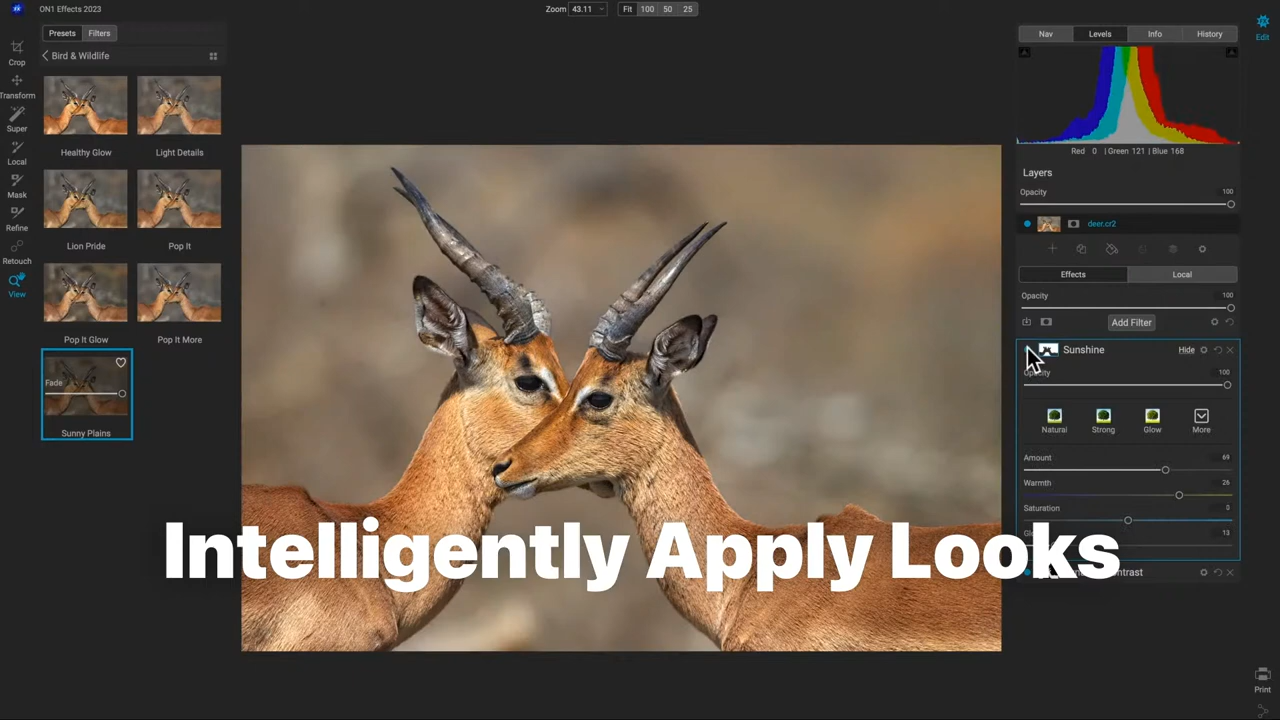 ON1 Effects 2023
Zoom 43.11 Fit 100 50 25
Crop
Transform
Super
Local
Mask
Refine
Retouch
View
Presets Filters
Bird & Wildlife
Healthy Glow Light Details
Lion Pride Pop It
Pop It Glow Pop It More
Fade
Sunny Plains
Nav Levels Info History
Red 0 | Green 121 | Blue 168
Layers
Opacity 100
deer.cr2
Effects Local
Opacity 100
Add Filter
Sunshine Hide
Opacity 100
Natural Strong Glow More
Amount 69
Warmth 26
Saturation 0
13
Intelligently Apply Looks
Edit
Print